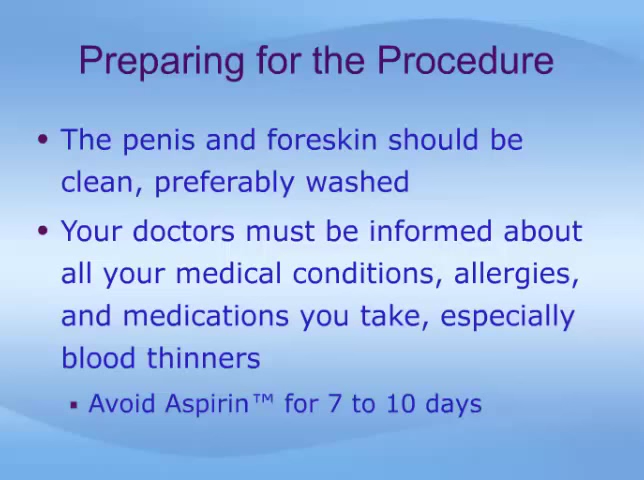 Preparing for the Procedure
• The penis and foreskin should be
clean, preferably washed
• Your doctors must be informed about
all your medical conditions, allergies,
and medications you take, especially
blood thinners
▪ Avoid Aspirin™ for 7 to 10 days